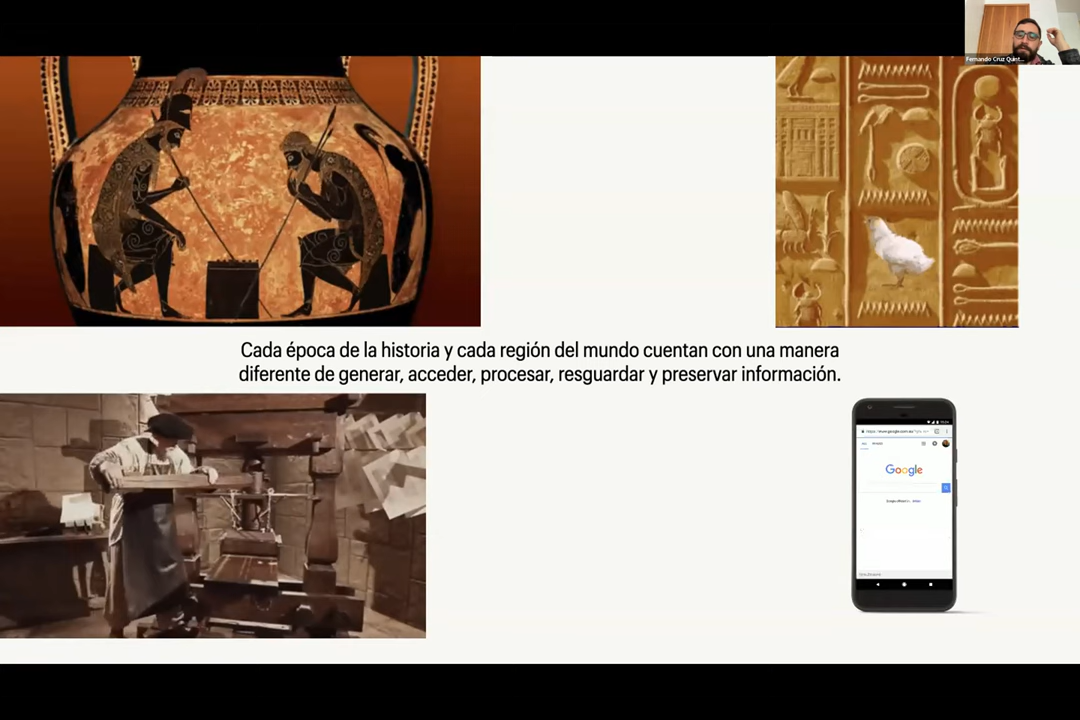 Fernando Cruz Quint...
Cada época de la historia y cada región del mundo cuentan con una manera
diferente de generar, acceder, procesar, resguardar y preservar información.
Google